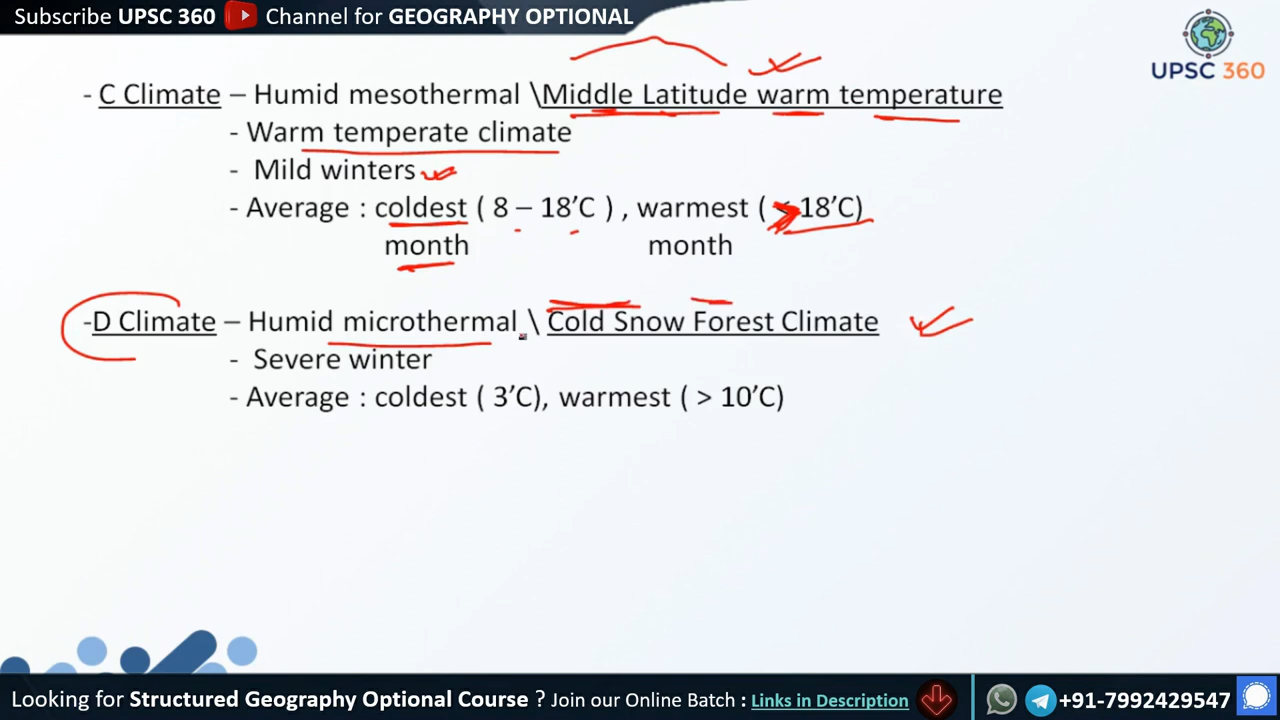 Subscribe UPSC 360 Channel for GEOGRAPHY OPTIONAL
UPSC 360
- C Climate – Humid mesothermal \Middle Latitude warm temperature
- Warm temperate climate
- Mild winters
- Average : coldest ( 8 – 18’C ) , warmest ( > 18’C)
month month
-D Climate – Humid microthermal \ Cold Snow Forest Climate
- Severe winter
- Average : coldest ( 3’C), warmest ( > 10’C)
Looking for Structured Geography Optional Course ? Join our Online Batch : Links in Description
+91-7992429547